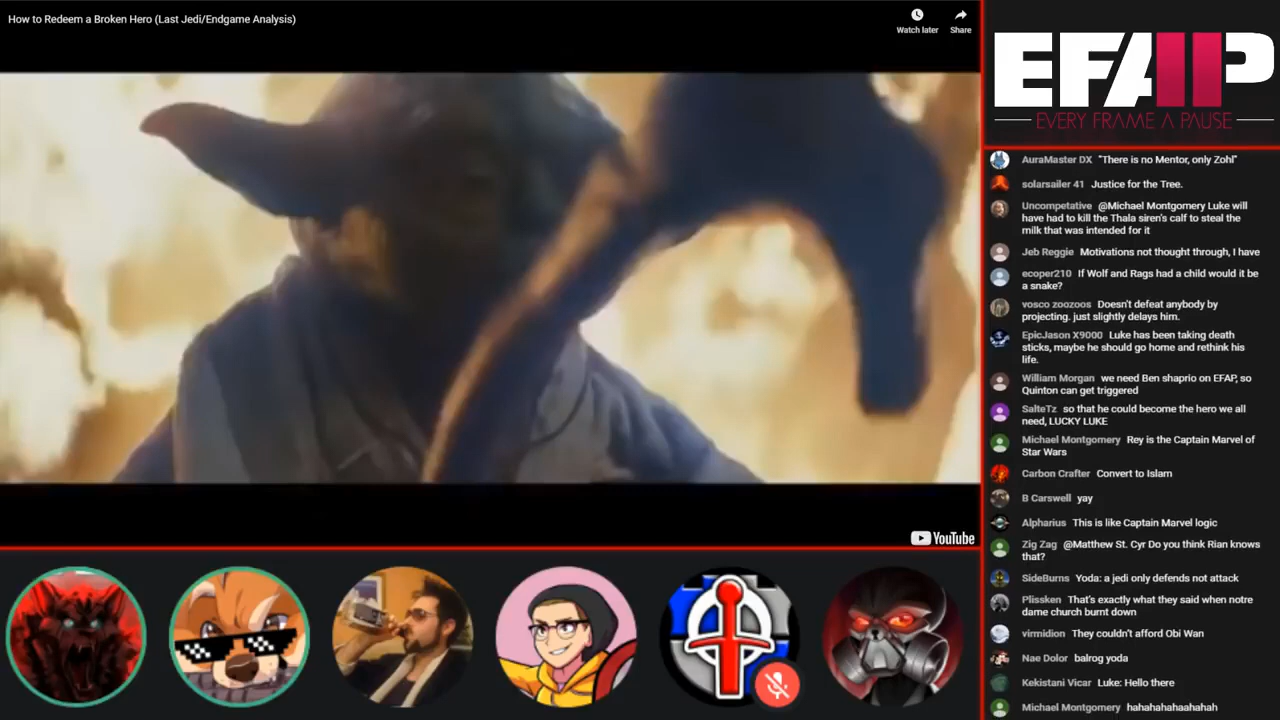 How to Redeem a Broken Hero (Last Jedi/Endgame Analysis)
Watch later
Share
YouTube
EFAP
EVERY FRAME A PAUSE
AuraMaster DX "There is no Mentor, only Zohl"
solarsailer 41 Justice for the Tree.
Uncompetative @Michael Montgomery Luke will
have had to kill the Thala siren's calf to steal the
milk that was intended for it
Jeb Reggie Motivations not thought through, I have
ecoper210 If Wolf and Rags had a child would it be
a snake?
vosco zoozoos Doesn't defeat anybody by
projecting. just slightly delays him.
EpicJason X9000 Luke has been taking death
sticks, maybe he should go home and rethink his
life.
William Morgan we need Ben shaprio on EFAP, so
Quinton can get triggered
SalteTz so that he could become the hero we all
need, LUCKY LUKE
Michael Montgomery Rey is the Captain Marvel of
Star Wars
Carbon Crafter Convert to Islam
B Carswell yay
Alpharius This is like Captain Marvel logic
Zig Zag @Matthew St. Cyr Do you think Rian knows
that?
SideBurns Yoda: a jedi only defends not attack
Plissken That's exactly what they said when notre
dame church burnt down
virmidion They couldn't afford Obi Wan
Nae Dolor balrog yoda
Kekistani Vicar Luke: Hello there
Michael Montgomery hahahahahaahahah